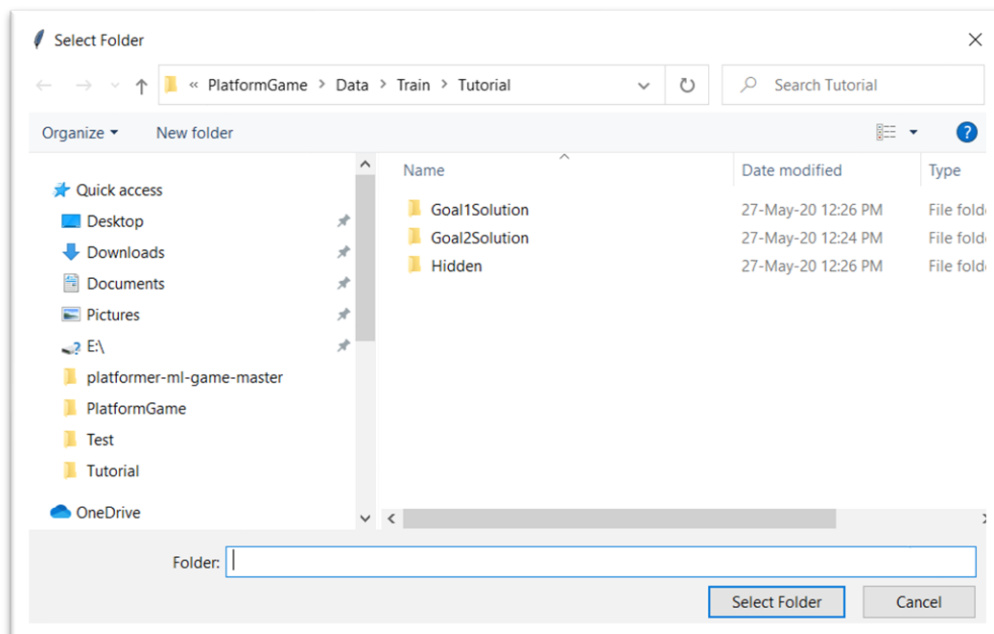 Select Folder
« PlatformGame > Data > Train > Tutorial
Search Tutorial
Organize
New folder
?
Name
Date modified
Type
Quick access
Desktop
Downloads
Documents
Pictures
E:\
platformer-ml-game-master
PlatformGame
Test
Tutorial
OneDrive
Goal1Solution 27-May-20 12:26 PM File fold
Goal2Solution 27-May-20 12:24 PM File fold
Hidden 27-May-20 12:26 PM File fold
Folder:
Select Folder
Cancel